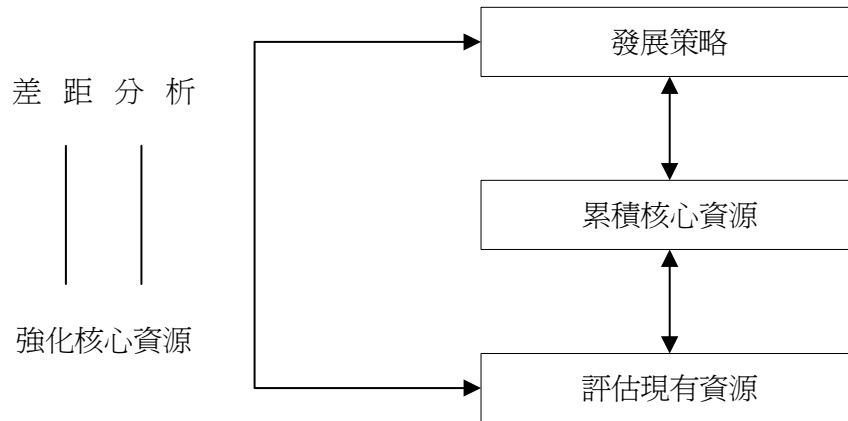 發展策略
差距分析
累積核心資源
強化核心資源
評估現有資源